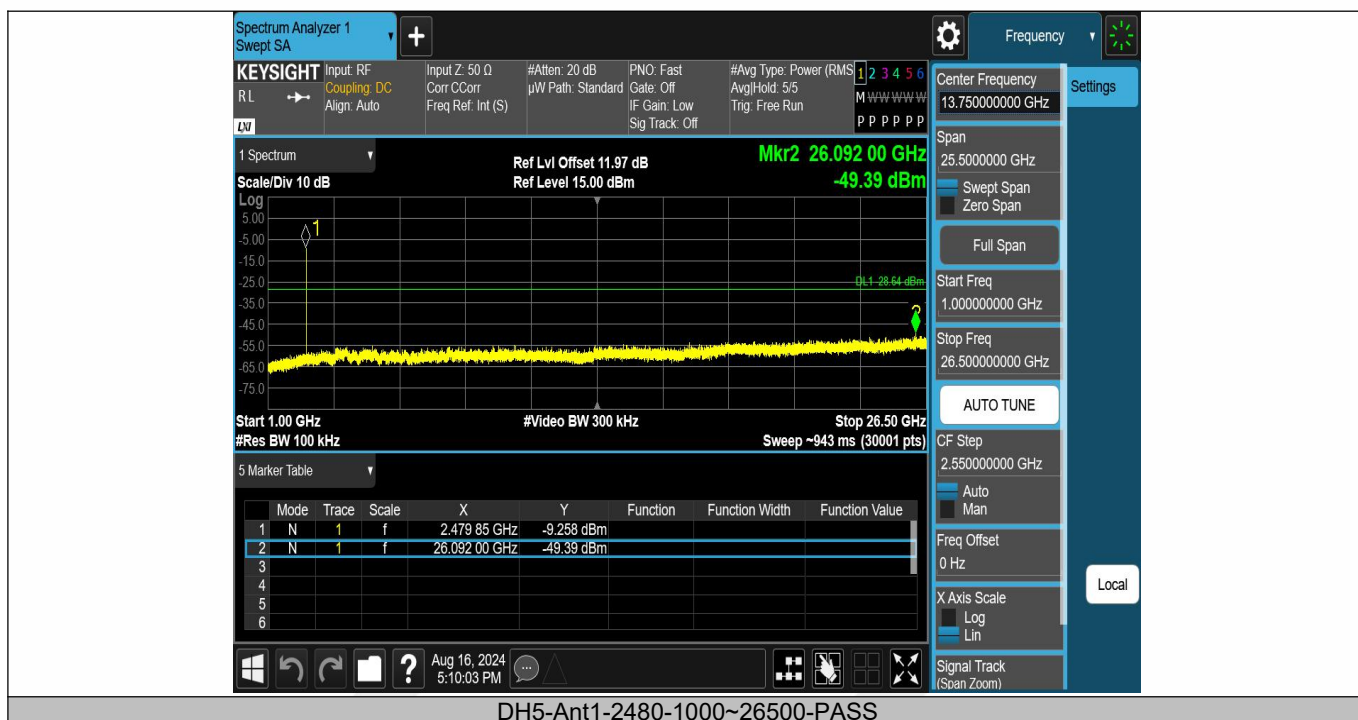 Spectrum Analyzer 1
Swept SA
+
Frequency
KEYSIGHT
RL
LXI
Input: RF
Coupling: DC
Align: Auto
Input Z: 50 Ω
Corr CCorr
Freq Ref: Int (S)
#Atten: 20 dB
µW Path: Standard
PNO: Fast
Gate: Off
IF Gain: Low
Sig Track: Off
#Avg Type: Power (RMS
Avg|Hold: 5/5
Trig: Free Run
1 2 3 4 5 6
M W W W W W
P P P P P P
1 Spectrum
Scale/Div 10 dB
Log
Ref Lvl Offset 11.97 dB
Ref Level 15.00 dBm
Mkr2 26.092 00 GHz
-49.39 dBm
5.00
-5.00
-15.0
-25.0
-35.0
-45.0
-55.0
-65.0
-75.0
1
2
DL1 -28.64 dBm
Start 1.00 GHz
#Video BW 300 kHz
Stop 26.50 GHz
#Res BW 100 kHz
Sweep ~943 ms (30001 pts)
5 Marker Table
Mode Trace Scale X Y Function Function Width Function Value
1 N 1 f 2.479 85 GHz -9.258 dBm
2 N 1 f 26.092 00 GHz -49.39 dBm
3
4
5
6
?
Aug 16, 2024
5:10:03 PM
Center Frequency
13.750000000 GHz
Settings
Span
25.5000000 GHz
Swept Span
Zero Span
Full Span
Start Freq
1.000000000 GHz
Stop Freq
26.500000000 GHz
AUTO TUNE
CF Step
2.550000000 GHz
Auto
Man
Freq Offset
0 Hz
Local
X Axis Scale
Log
Lin
Signal Track
(Span Zoom)
DH5-Ant1-2480-1000~26500-PASS